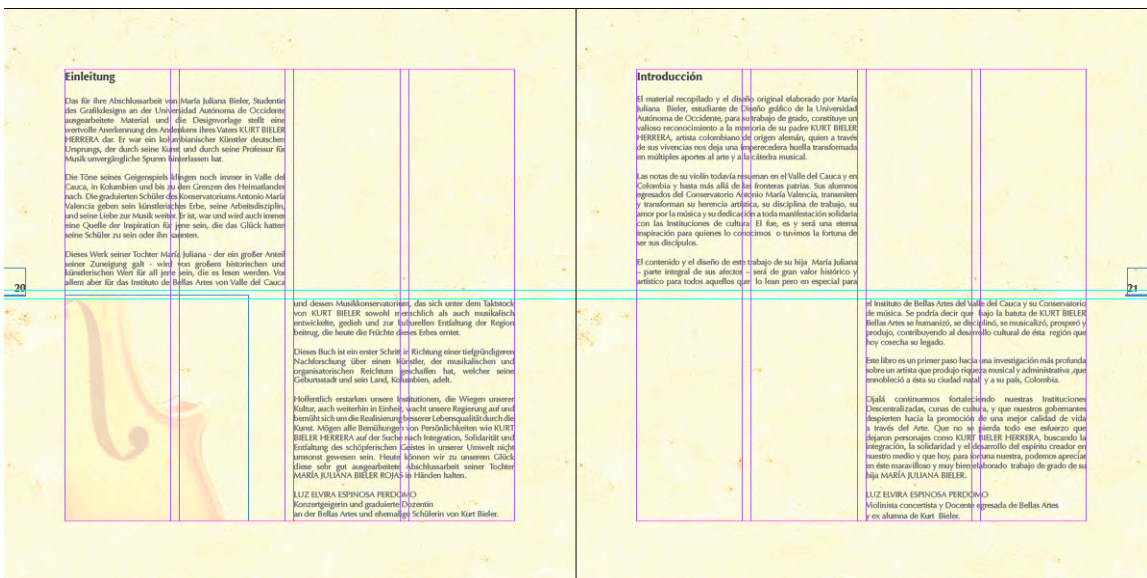 Einleitung
Das für ihre Abschlussarbeit von María Juliana Bieler, Studentin
des Grafikdesigns an der Universidad Autónoma de Occidente
ausgearbeitete Material und die Designvorlage stellt eine
wertvolle Anerkennung des Andenkens ihres Vaters KURT BIELER
HERRERA dar. Er war ein kolumbianischer Künstler deutschen
Ursprungs, der durch seine Kunst und durch seine Professur für
Musik unvergängliche Spuren hinterlassen hat.
Die Töne seines Geigenspiels klingen noch immer in Valle del
Cauca, in Kolumbien und bis zu den Grenzen des Heimatlandes
nach. Die graduierten Schüler des Konservatoriums Antonio María
Valencia geben sein künstlerisches Erbe, seine Arbeitsdisziplin,
und seine Liebe zur Musik weiter. Er ist, war und wird auch immer
eine Quelle der Inspiration für jene sein, die das Glück hatten
seine Schüler zu sein oder ihn kannten.
Dieses Werk seiner Tochter María Juliana - der ein großer Anteil
seiner Zuneigung galt - wird von großem historischen und
künstlerischen Wert für all jene sein, die es lesen werden. Vor
allem aber für das Instituto de Bellas Artes von Valle del Cauca
20
und dessen Musikkonservatorium, das sich unter dem Taktstock
von KURT BIELER sowohl menschlich als auch musikalisch
entwickelte, gedieh und zur kulturellen Entfaltung der Region
beitrug, die heute die Früchte dieses Erbes erntet.
Dieses Buch ist ein erster Schritt in Richtung einer tiefgründigeren
Nachforschung über einen Künstler, der musikalischen und
organisatorischen Reichtum geschaffen hat, welcher seine
Geburtsstadt und sein Land, Kolumbien, adelt.
Hoffentlich erstarken unsere Institutionen, die Wiegen unserer
Kultur, auch weiterhin in Einheit, wacht unsere Regierung auf und
bemüht sich um die Realisierung besserer Lebensqualität durch die
Kunst. Mögen alle Bemühungen von Persönlichkeiten wie KURT
BIELER HERRERA auf der Suche nach Integration, Solidarität und
Entfaltung des schöpferischen Geistes in unserer Umwelt nicht
umsonst gewesen sein. Heute können wir zu unserem Glück
diese sehr gut ausgearbeitete Abschlussarbeit seiner Tochter
MARÍA JULIANA BIELER ROJAS in Händen halten.
LUZ ELVIRA ESPINOSA PERDOMO
Konzertgeigerin und graduierte Dozentin
an der Bellas Artes und ehemalige Schülerin von Kurt Bieler.
Introducción
El material recopilado y el diseño original elaborado por María
Juliana Bieler, estudiante de Diseño gráfico de la Universidad
Autónoma de Occidente, para su trabajo de grado, constituye un
valioso reconocimiento a la memoria de su padre KURT BIELER
HERRERA, artista colombiano de origen alemán, quien a través
de sus vivencias nos deja una imperecedera huella transformada
en múltiples aportes al arte y a la cátedra musical.
Las notas de su violín todavía resuenan en el Valle del Cauca y en
Colombia y hasta más allá de las fronteras patrias. Sus alumnos
egresados del Conservatorio Antonio María Valencia, transmiten
y transforman su herencia artística, su disciplina de trabajo, su
amor por la música y su dedicación a toda manifestación solidaria
con las Instituciones de cultura. El fue, es y será una eterna
inspiración para quienes lo conocimos o tuvimos la fortuna de
ser sus discípulos.
El contenido y el diseño de este trabajo de su hija María Juliana
– parte integral de sus afectos – será de gran valor histórico y
artístico para todos aquellos que lo lean pero en especial para
21
el Instituto de Bellas Artes del Valle del Cauca y su Conservatorio
de música. Se podría decir que bajo la batuta de KURT BIELER
Bellas Artes se humanizó, se disciplinó, se musicalizó, prosperó y
produjo, contribuyendo al desarrollo cultural de ésta región que
hoy cosecha su legado.
Este libro es un primer paso hacia una investigación más profunda
sobre un artista que produjo riqueza musical y administrativa ,que
ennobleció a ésta su ciudad natal y a su país, Colombia.
Ojalá continuemos fortaleciendo nuestras Instituciones
Descentralizadas, cunas de cultura, y que nuestros gobernantes
despierten hacia la promoción de una mejor calidad de vida
a través del Arte. Que no se pierda todo ese esfuerzo que
dejaron personajes como KURT BIELER HERRERA, buscando la
integración, la solidaridad y el desarrollo del espíritu creador en
nuestro medio y que hoy, para fortuna nuestra, podemos apreciar
en éste maravilloso y muy bien elaborado trabajo de grado de su
hija MARÍA JULIANA BIELER.
LUZ ELVIRA ESPINOSA PERDOMO
Violinista concertista y Docente egresada de Bellas Artes
y ex alumna de Kurt Bieler.